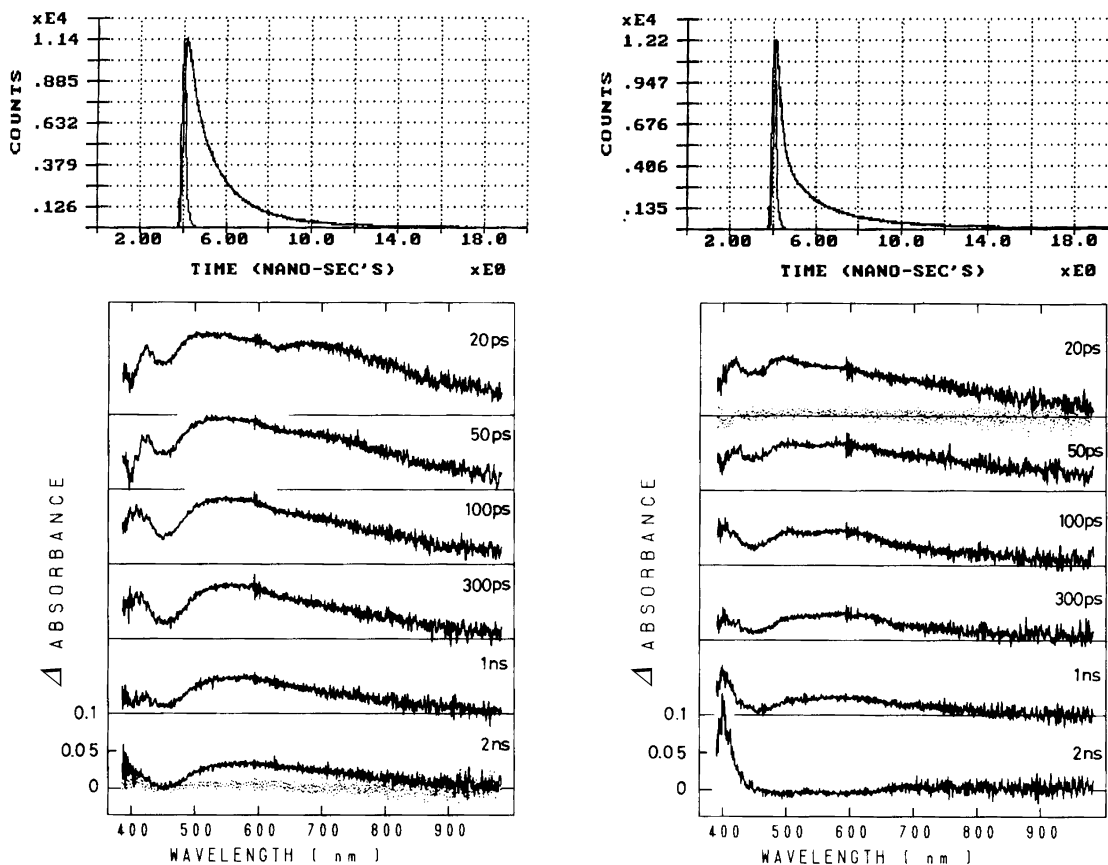 xE4
1.14
.885
.632
.379
.126
COUNTS
2.00 6.00 10.0 14.0 18.0
TIME (NANO-SEC'S) xE0
xE4
1.22
.947
.676
.406
.135
COUNTS
2.00 6.00 10.0 14.0 18.0
TIME (NANO-SEC'S) xE0
20ps
50ps
100ps
300ps
1ns
2ns
Δ ABSORBANCE
0.1
0.05
0
400 500 600 700 800 900
WAVELENGTH ( nm )
20ps
50ps
100ps
300ps
1ns
2ns
Δ ABSORBANCE
0.1
0.05
0
400 500 600 700 800 900
WAVELENGTH ( nm )